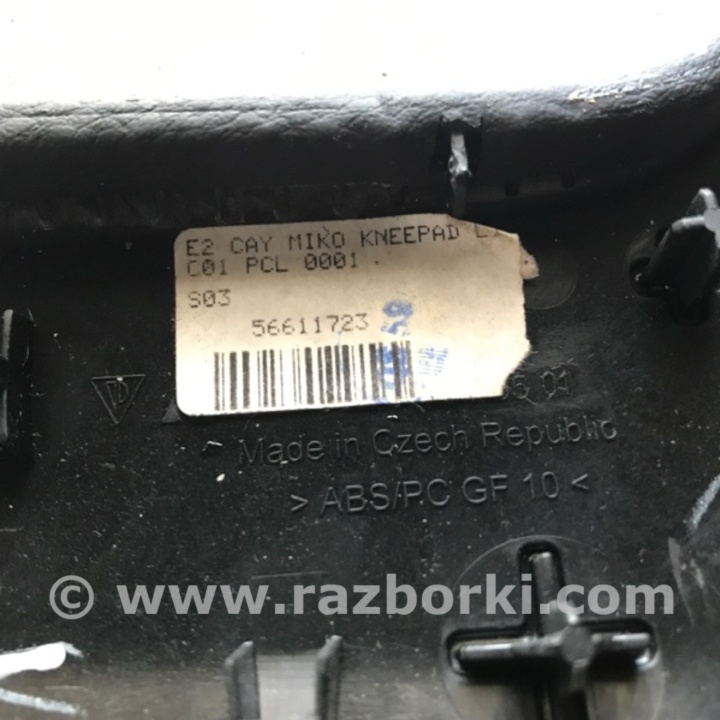 E2 CAY MIKO KNEEPAD
C01 PCL 0001
S03
56611723
Made in Czech Republic
> ABS/PC GF 10 <
© www.razborki.com